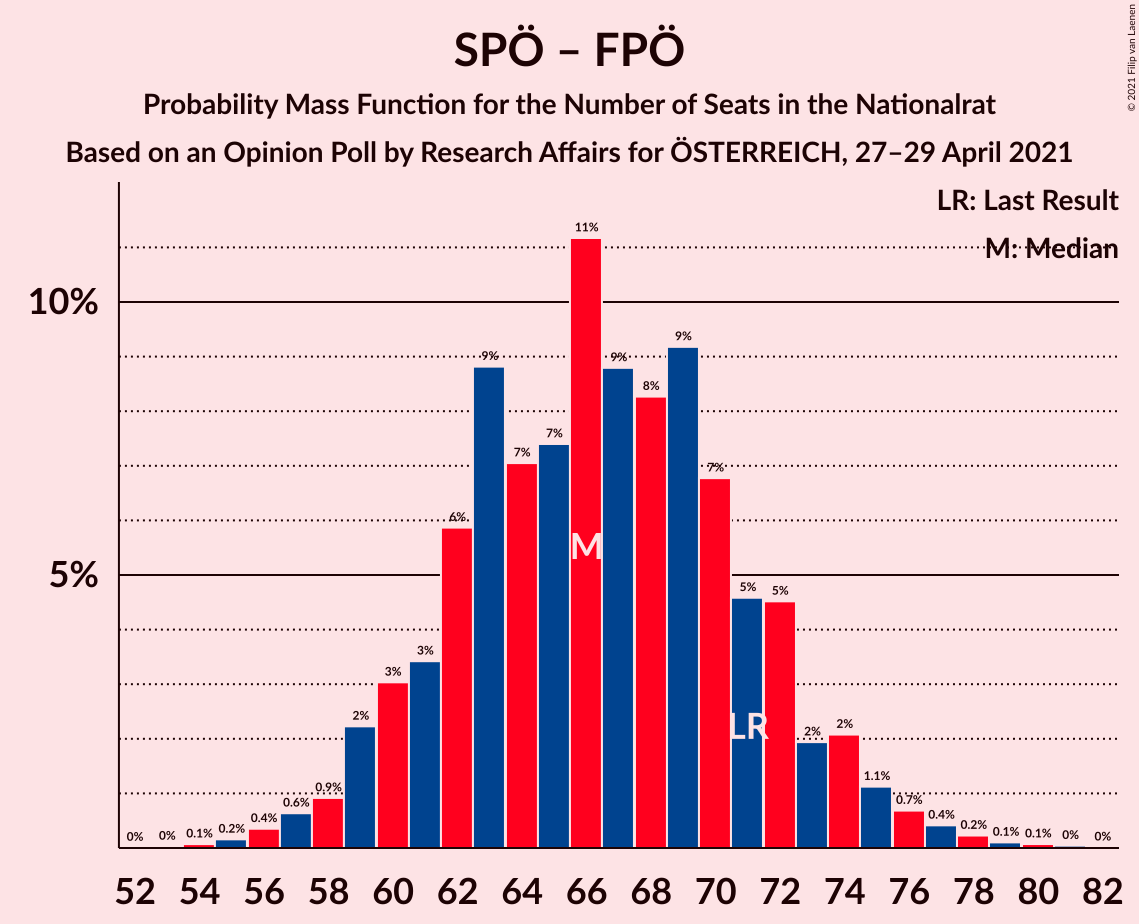 SPÖ – FPÖ
Probability Mass Function for the Number of Seats in the Nationalrat
Based on an Opinion Poll by Research Affairs for ÖSTERREICH, 27–29 April 2021
© 2021 Filip van Laenen
LR: Last Result
M: Median
10%
5%
0% 0% 0.1% 0.2% 0.4% 0.6% 0.9% 2% 3% 3% 6% 9% 7% 7% 11% 9% 8% 9% 7% 5% 5% 2% 2% 1.1% 0.7% 0.4% 0.2% 0.1% 0.1% 0% 0%
M
LR
52 54 56 58 60 62 64 66 68 70 72 74 76 78 80 82